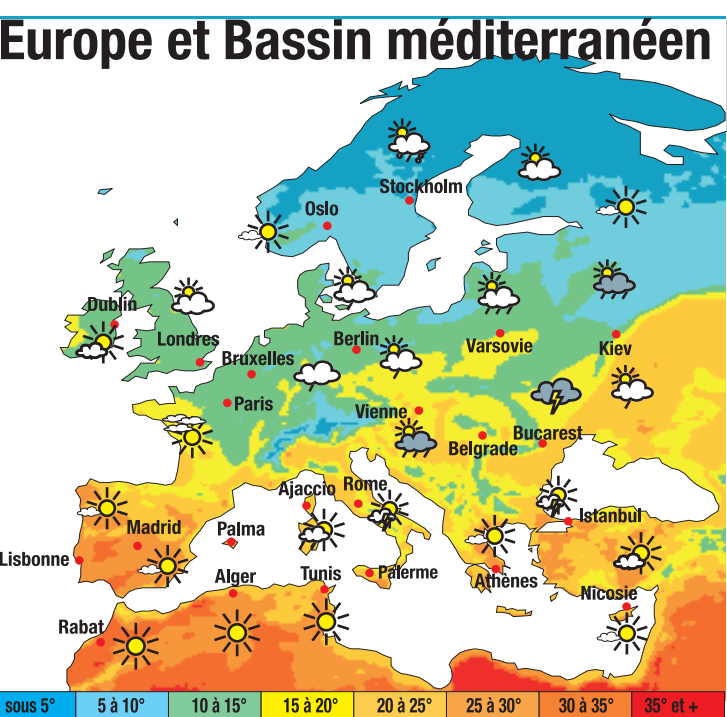 Europe et Bassin méditerranéen
Stockholm
Oslo
Dublin
Londres
Berlin
Varsovie
Kiev
Bruxelles
Paris
Vienne
Belgrade
Bucarest
Ajaccio
Rome
Istanbul
Madrid
Palma
Lisbonne
Alger
Tunis
Palerme
Athènes
Nicosie
Rabat
sous 5° 5 à 10° 10 à 15° 15 à 20° 20 à 25° 25 à 30° 30 à 35° 35° et +